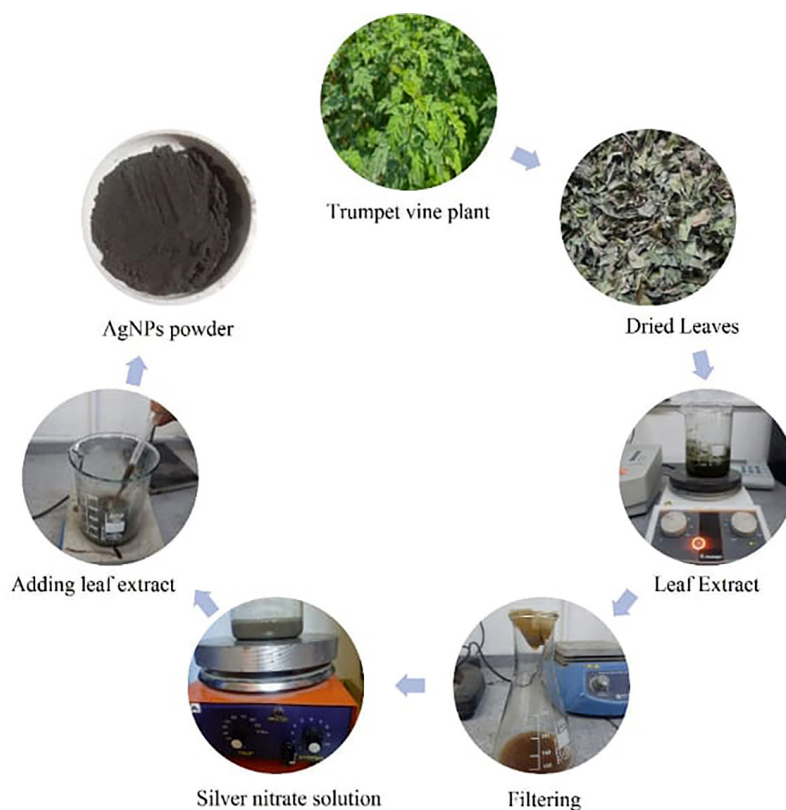 Trumpet vine plant
Dried Leaves
Leaf Extract
Filtering
Silver nitrate solution
Adding leaf extract
AgNPs powder